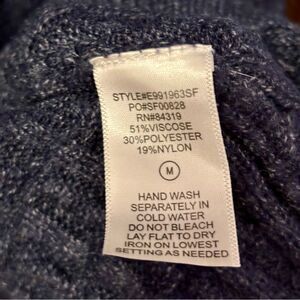 STYLE#E991963SF
PO#SF00828
RN#84319
51%VISCOSE
30%POLYESTER
19%NYLON
M
HAND WASH
SEPARATELY IN
COLD WATER
DO NOT BLEACH
LAY FLAT TO DRY
IRON ON LOWEST
SETTING AS NEEDED